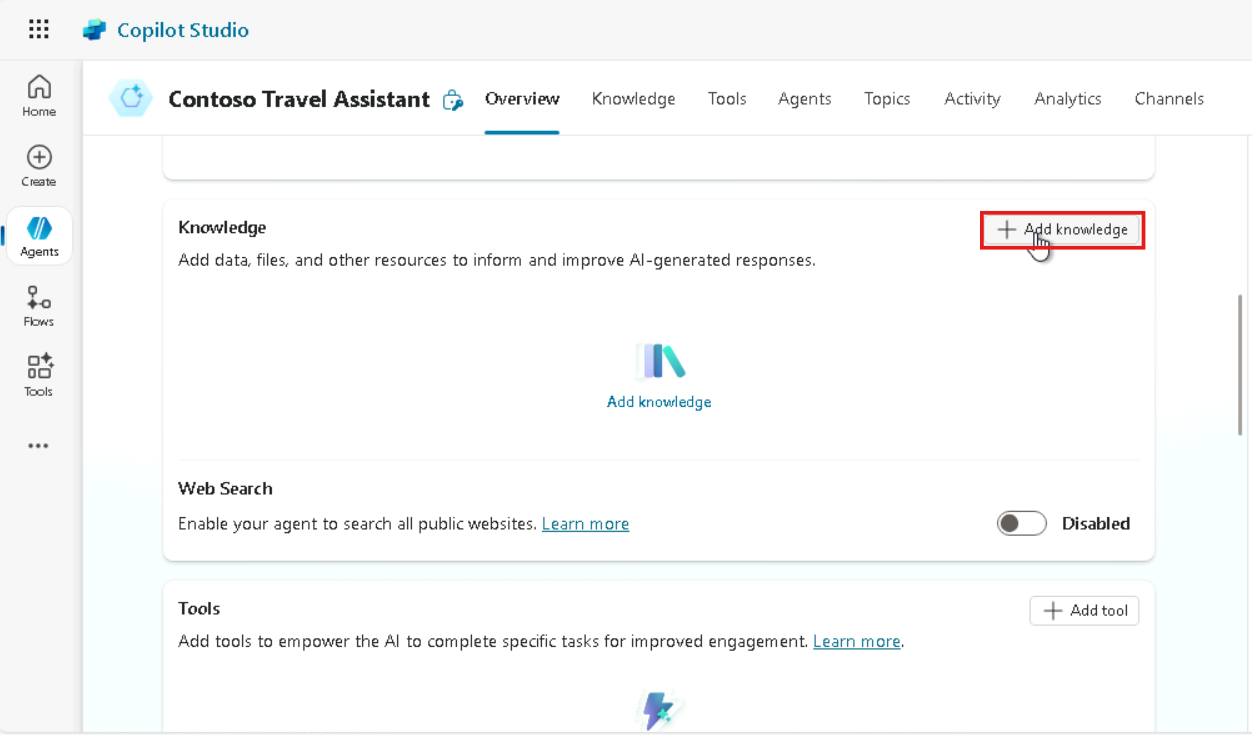 Copilot Studio
Contoso Travel Assistant Overview Knowledge Tools Agents Topics Activity Analytics Channels
Home
Create
Agents
Flows
Tools
Knowledge
Add knowledge
Add data, files, and other resources to inform and improve AI-generated responses.
Add knowledge
Web Search
Enable your agent to search all public websites. Learn more
Disabled
Tools
Add tool
Add tools to empower the AI to complete specific tasks for improved engagement. Learn more.